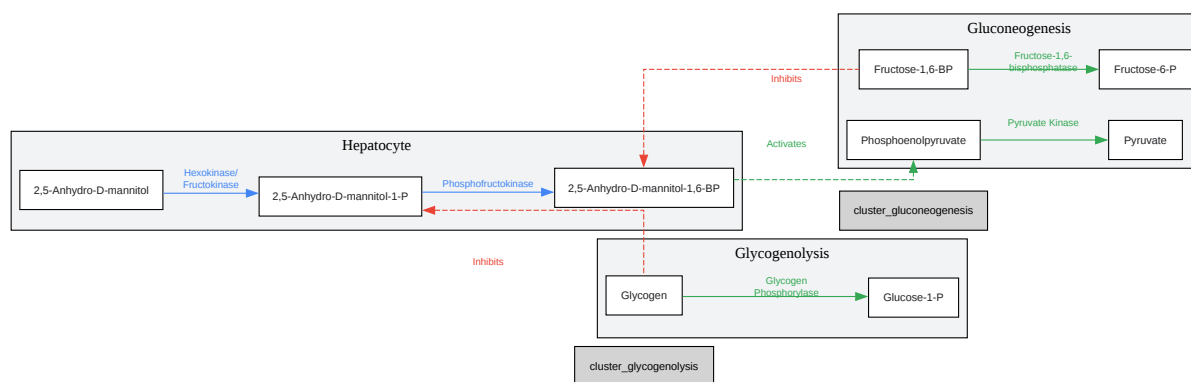 Gluconeogenesis
Fructose-1,6-BP
Fructose-1,6-
bisphosphatase
Fructose-6-P
Inhibits
Phosphoenolpyruvate
Pyruvate Kinase
Pyruvate
Activates
Hepatocyte
2,5-Anhydro-D-mannitol
Hexokinase/
Fructokinase
2,5-Anhydro-D-mannitol-1-P
Phosphofructokinase
2,5-Anhydro-D-mannitol-1,6-BP
cluster_gluconeogenesis
Inhibits
Glycogenolysis
Glycogen
Glycogen
Phosphorylase
Glucose-1-P
cluster_glycogenolysis